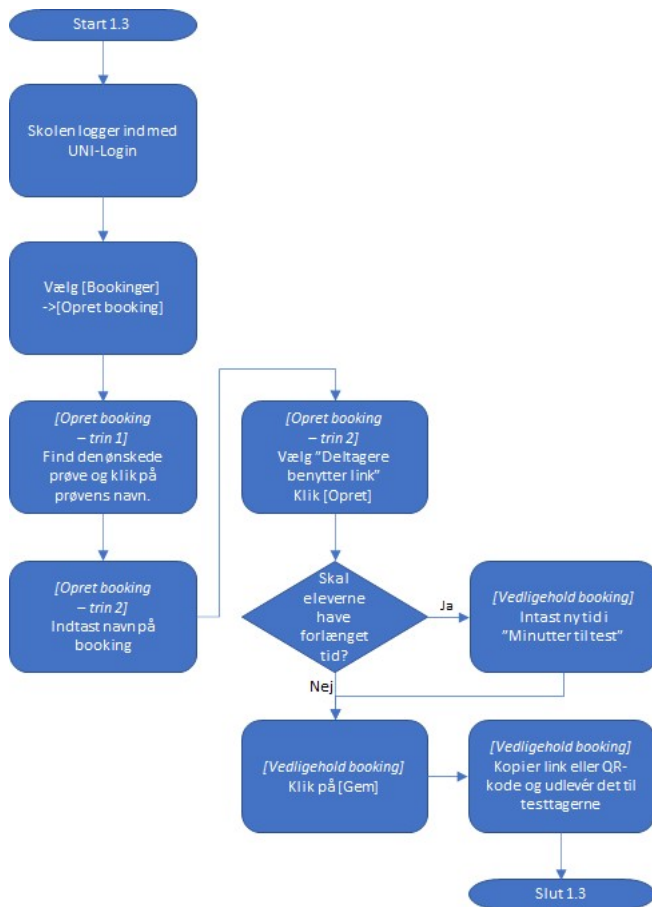 Start 1.3
Skolen logger ind med
UNI-Login
Vælg [Bookinger]
->[Opret booking]
[Opret booking
– trin 1]
Find den ønskede
prøve og klik på
prøvens navn.
[Opret booking
– trin 2]
Indtast navn på
booking
[Opret booking
– trin 2]
Vælg ”Deltagere
benytter link”
Klik [Opret]
Skal
eleverne
have
forlænget
tid?
Ja
[Vedligehold booking]
Intast ny tid i
”Minutter til test”
Nej
[Vedligehold booking]
Klik på [Gem]
[Vedligehold booking]
Kopier link eller QR-
kode og udlevér det til
testtagerne
Slut 1.3